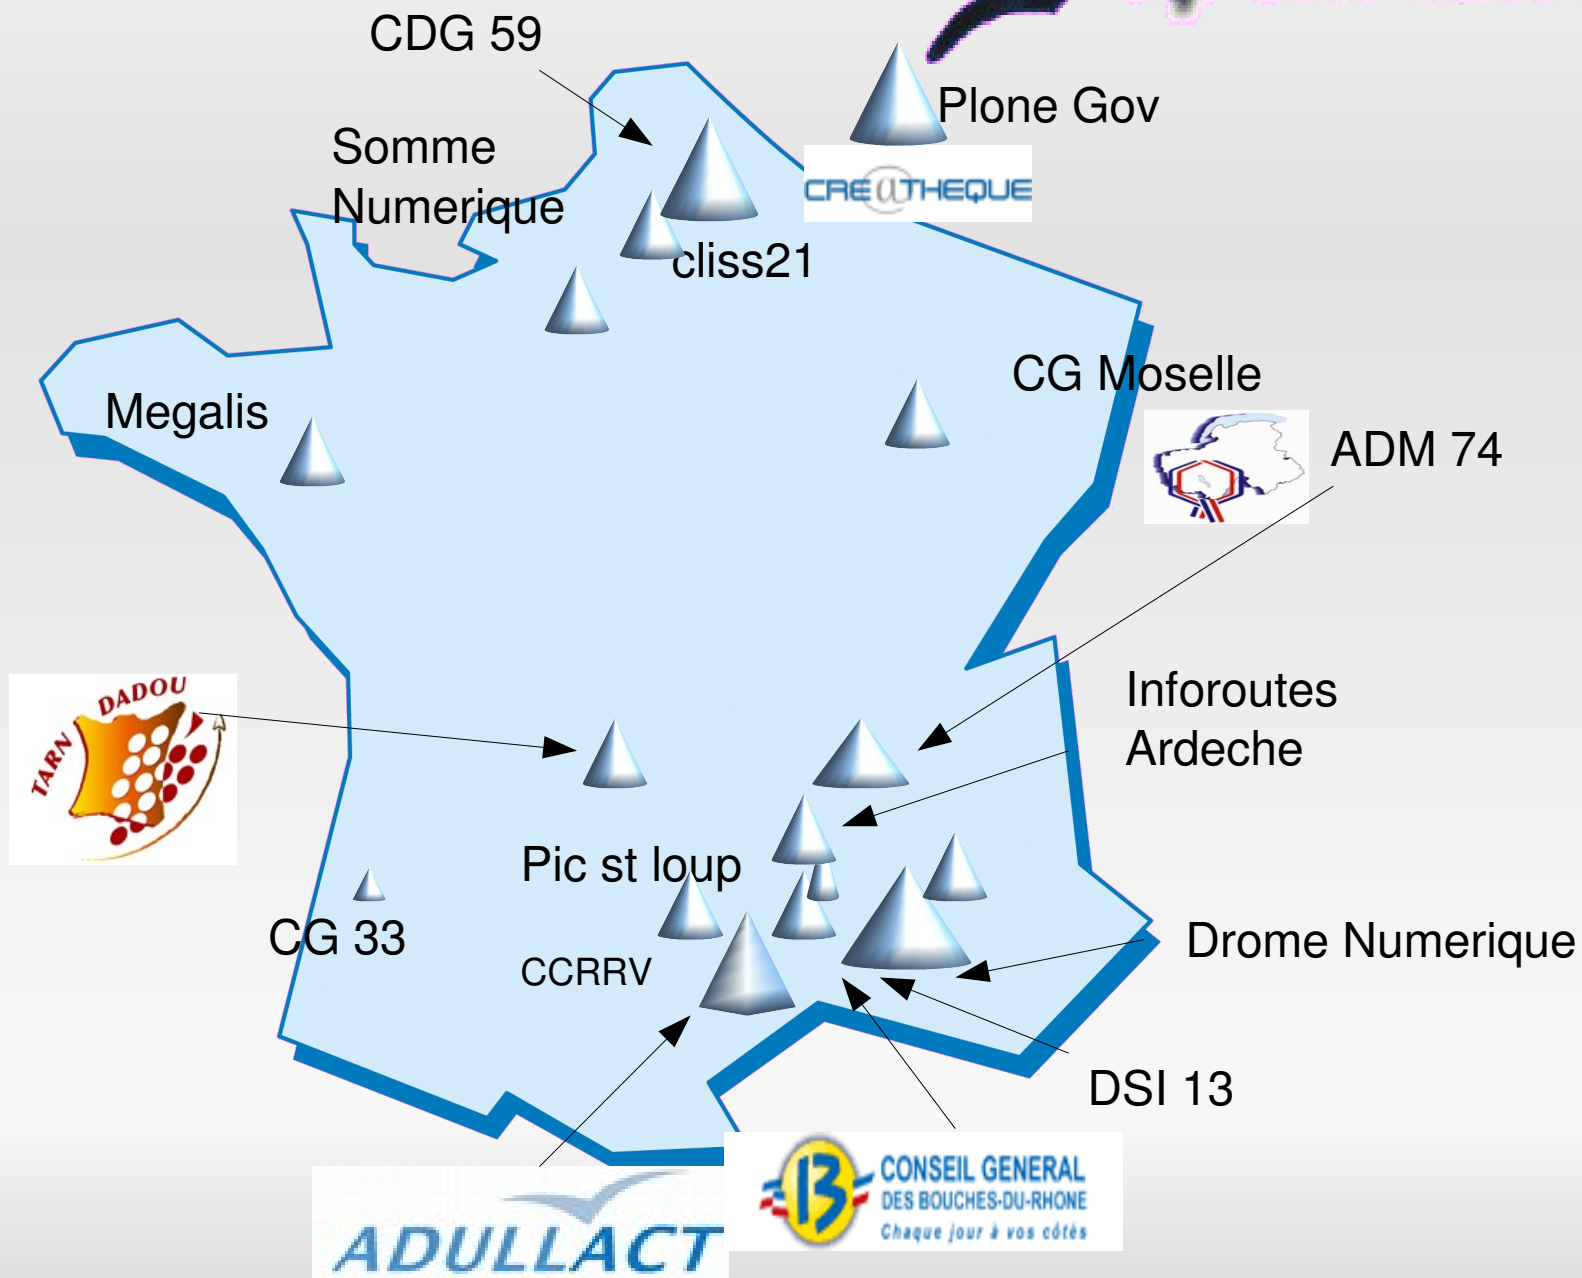 CDG 59
Plone Gov
Somme
Numerique
CRE@THEQUE
cliss21
CG Moselle
Megalis
ADM 74
TARN DADOU
Inforoutes
Ardeche
Pic st loup
CG 33
CCRRV
Drome Numerique
DSI 13
13 CONSEIL GENERAL
DES BOUCHES-DU-RHONE
Chaque jour à vos côtés
ADULLACT